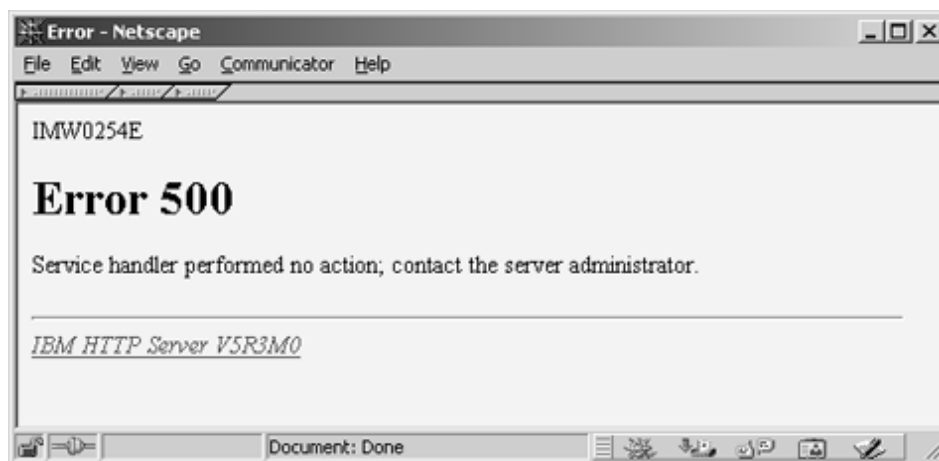 Error - Netscape
File Edit View Go Communicator Help
IMW0254E
Error 500
Service handler performed no action; contact the server administrator.
IBM HTTP Server V5R3M0
Document: Done